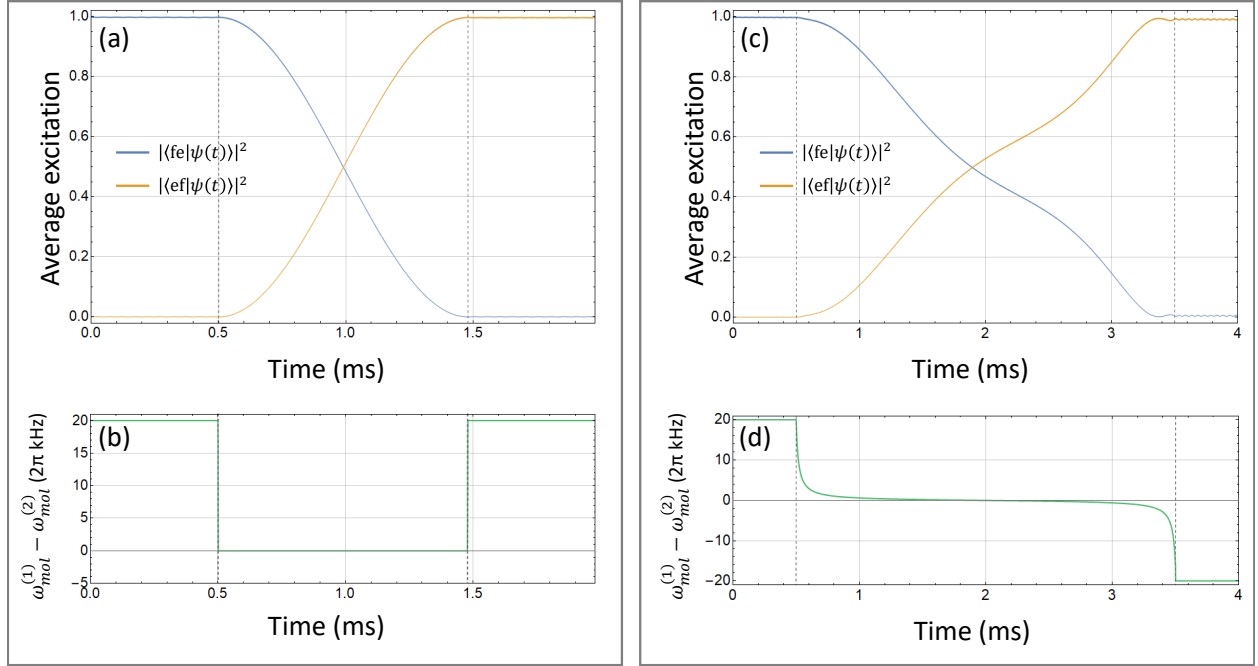 (a)
Average excitation
1.0
0.8
0.6
0.4
0.2
0.0
|⟨fe|ψ(t)⟩|²
|⟨ef|ψ(t)⟩|²
0.0 0.5 1.0 1.5
Time (ms)
(b)
ω_mol^(1) − ω_mol^(2) (2π kHz)
20
15
10
5
0
−5
0.0 0.5 1.0 1.5
Time (ms)
(c)
Average excitation
1.0
0.8
0.6
0.4
0.2
0.0
|⟨fe|ψ(t)⟩|²
|⟨ef|ψ(t)⟩|²
0 1 2 3 4
Time (ms)
(d)
ω_mol^(1) − ω_mol^(2) (2π kHz)
20
10
0
−10
−20
0 1 2 3 4
Time (ms)